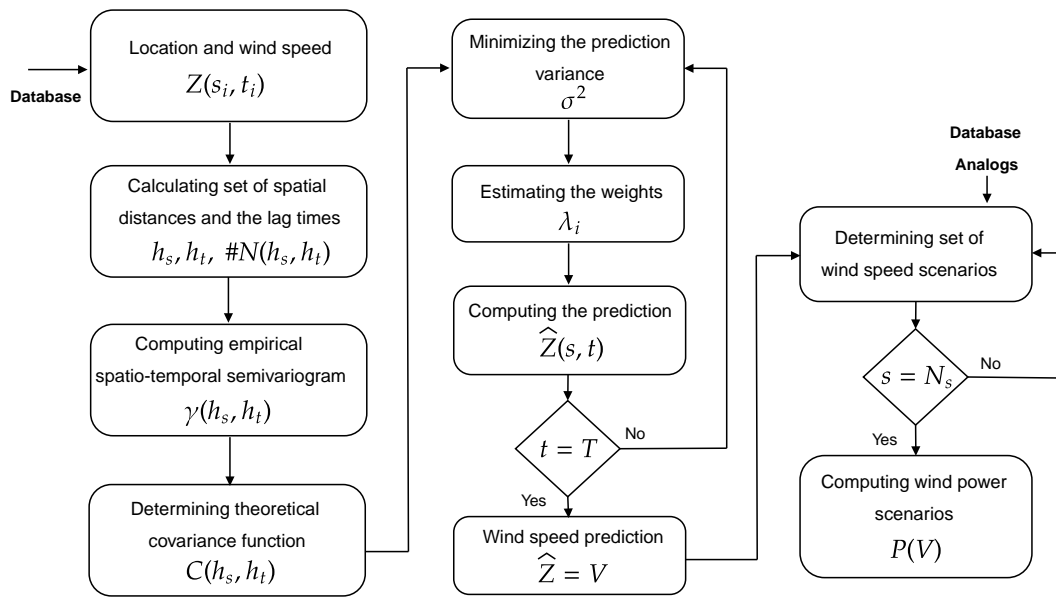 Database
Location and wind speed
Z(s_i, t_i)
Calculating set of spatial
distances and the lag times
h_s, h_t, #N(h_s, h_t)
Computing empirical
spatio-temporal semivariogram
γ(h_s, h_t)
Determining theoretical
covariance function
C(h_s, h_t)
Minimizing the prediction
variance
σ^2
Estimating the weights
λ_i
Computing the prediction
\widehat{Z}(s, t)
t = T
No
Yes
Wind speed prediction
\widehat{Z} = V
Database
Analogs
Determining set of
wind speed scenarios
s = N_s
No
Yes
Computing wind power
scenarios
P(V)